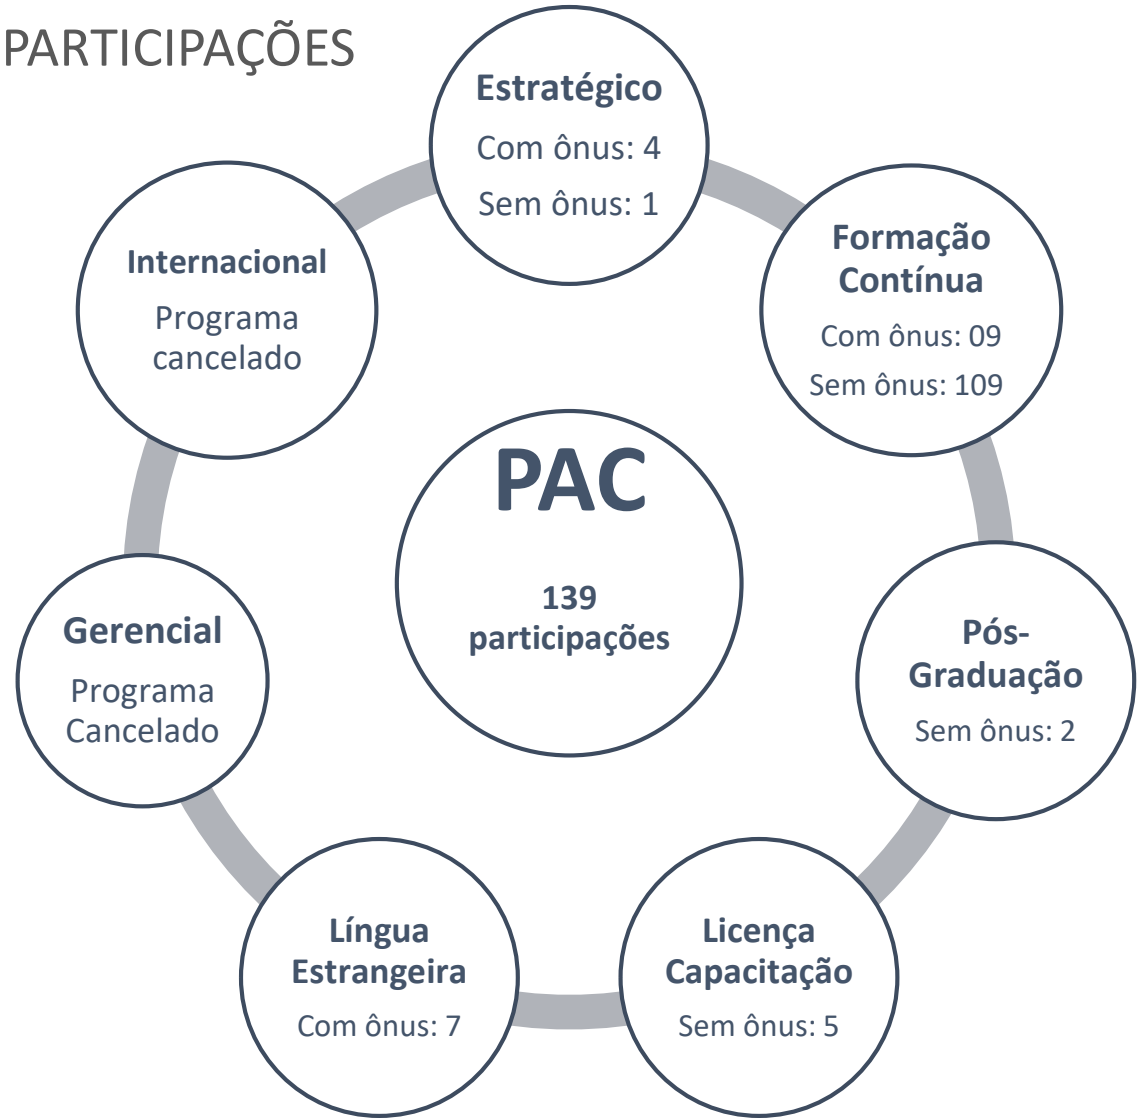 PARTICIPAÇÕES
Estratégico
Com ônus: 4
Sem ônus: 1
Formação
Contínua
Com ônus: 09
Sem ônus: 109
Pós-
Graduação
Sem ônus: 2
Licença
Capacitação
Sem ônus: 5
Língua
Estrangeira
Com ônus: 7
Gerencial
Programa
Cancelado
Internacional
Programa
cancelado
PAC
139
participações